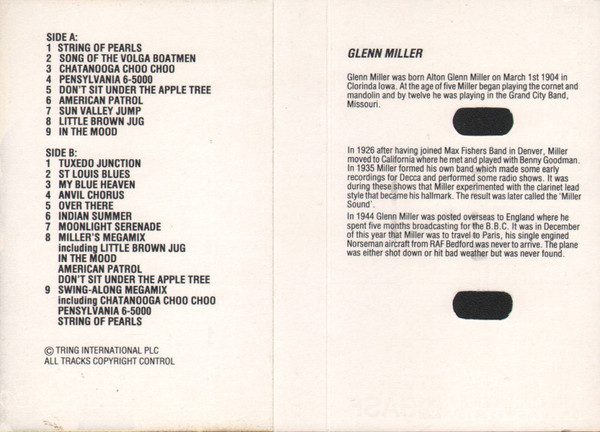 SIDE A:
1 STRING OF PEARLS
2 SONG OF THE VOLGA BOATMEN
3 CHATANOOGA CHOO CHOO
4 PENSYLVANIA 6-5000
5 DON'T SIT UNDER THE APPLE TREE
6 AMERICAN PATROL
7 SUN VALLEY JUMP
8 LITTLE BROWN JUG
9 IN THE MOOD
SIDE B:
1 TUXEDO JUNCTION
2 ST LOUIS BLUES
3 MY BLUE HEAVEN
4 ANVIL CHORUS
5 OVER THERE
6 INDIAN SUMMER
7 MOONLIGHT SERENADE
8 MILLER'S MEGAMIX
including LITTLE BROWN JUG
IN THE MOOD
AMERICAN PATROL
DON'T SIT UNDER THE APPLE TREE
9 SWING-ALONG MEGAMIX
including CHATANOOGA CHOO CHOO
PENSYLVANIA 6-5000
STRING OF PEARLS
© TRING INTERNATIONAL PLC
ALL TRACKS COPYRIGHT CONTROL
GLENN MILLER
Glenn Miller was born Alton Glenn Miller on March 1st 1904 in
Clorinda Iowa. At the age of five Miller began playing the cornet and
mandolin and by twelve he was playing in the Grand City Band,
Missouri.
In 1926 after having joined Max Fishers Band in Denver, Miller
moved to California where he met and played with Benny Goodman.
In 1935 Miller formed his own band which made some early
recordings for Decca and performed some radio shows. It was
during these shows that Miller experimented with the clarinet lead
style that became his hallmark. The result was later called the 'Miller
Sound'.
In 1944 Glenn Miller was posted overseas to England where he
spent five months broadcasting for the B.B.C. It was in December
of this year that Miller was to travel to Paris, his single engined
Norseman aircraft from RAF Bedford was never to arrive. The plane
was either shot down or hit bad weather but was never found.